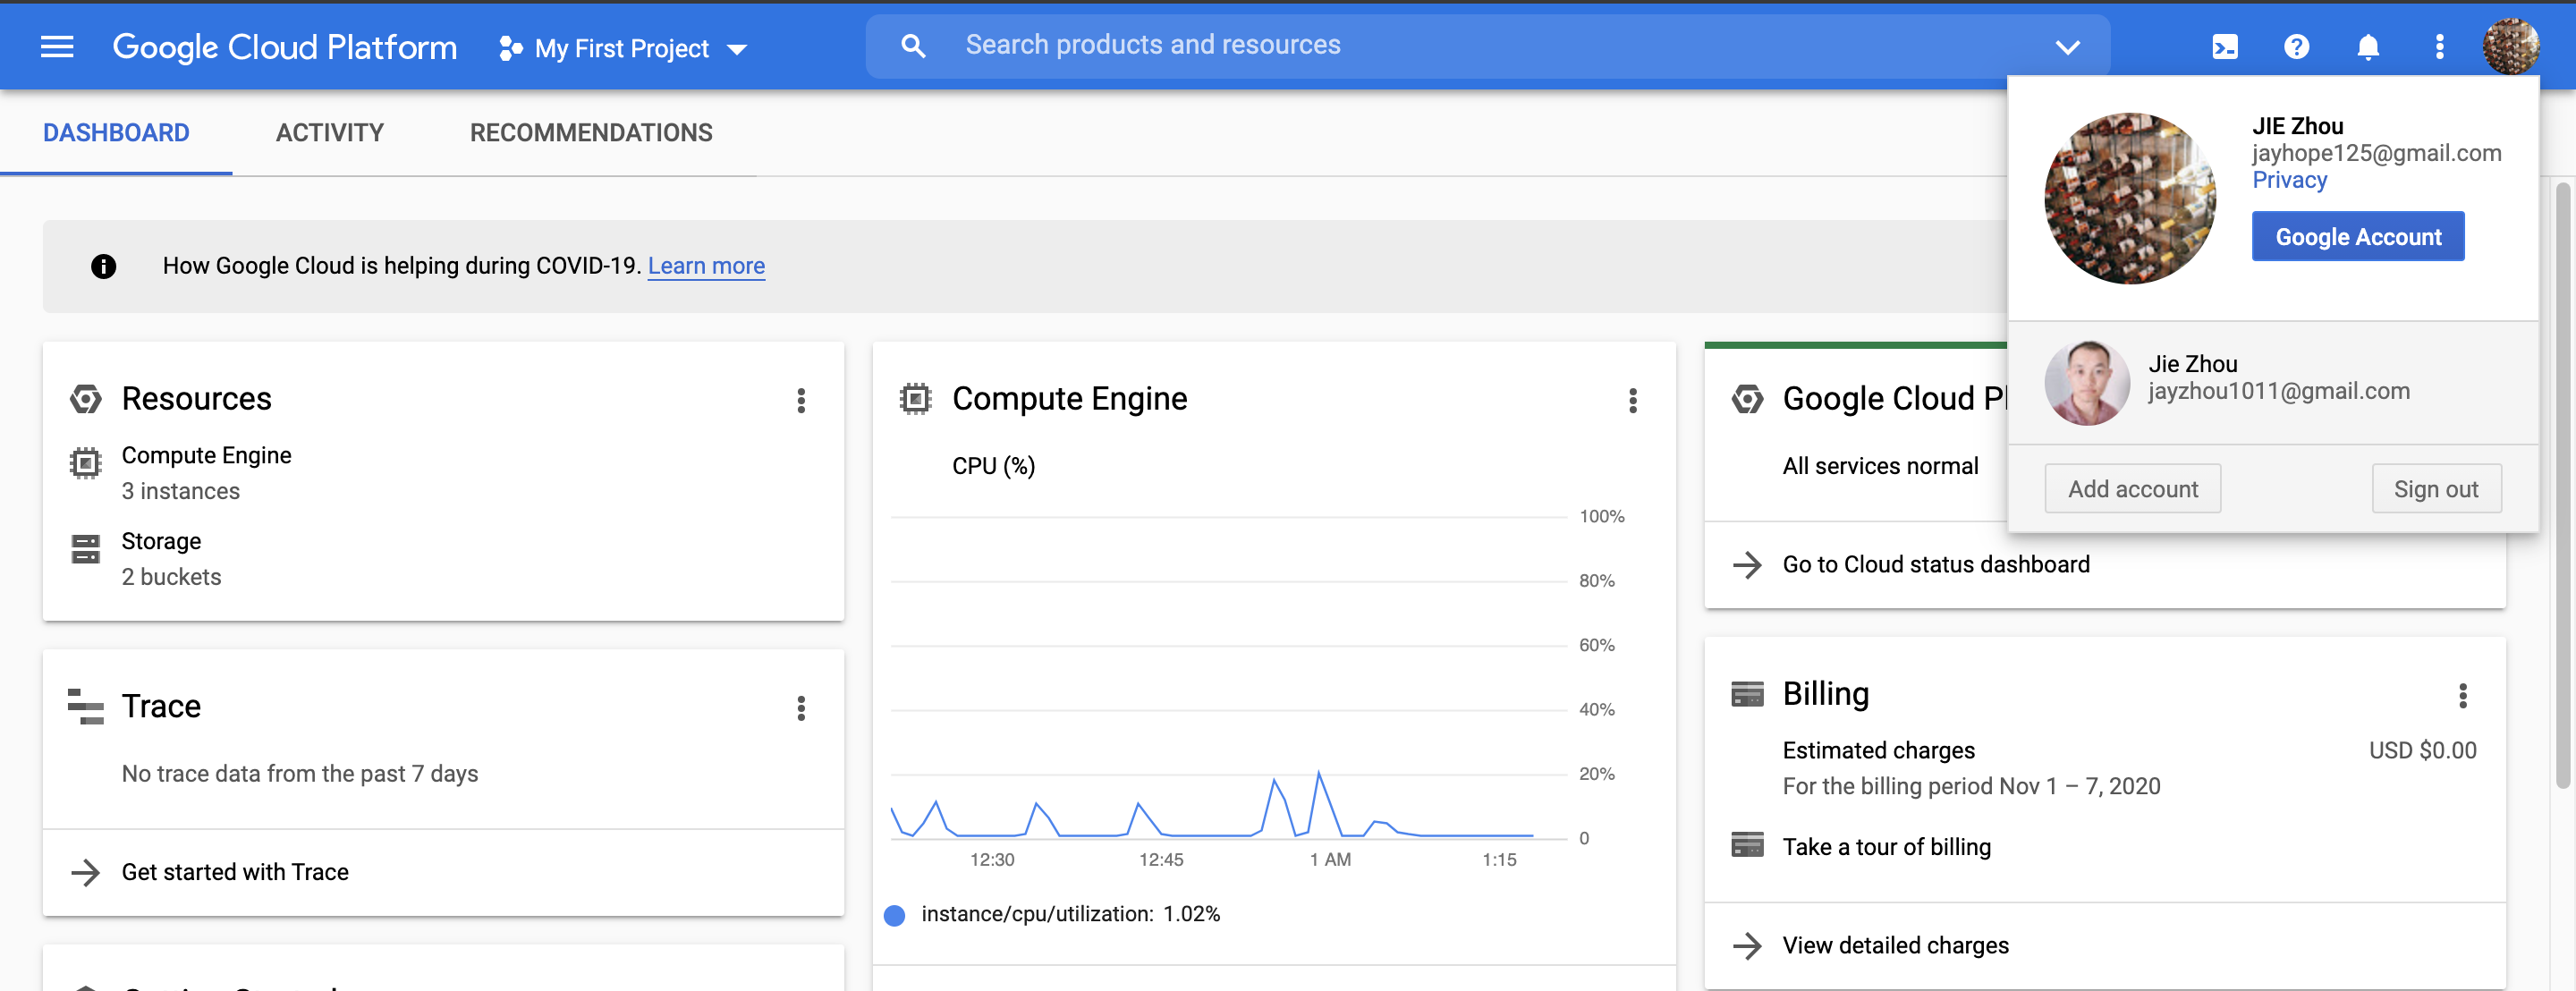 Google Cloud Platform
My First Project
Search products and resources
DASHBOARD
ACTIVITY
RECOMMENDATIONS
JIE Zhou
jayhope125@gmail.com
Privacy
Google Account
Jie Zhou
jayzhou1011@gmail.com
Add account
Sign out
How Google Cloud is helping during COVID-19. Learn more
Resources
Compute Engine
3 instances
Storage
2 buckets
Trace
No trace data from the past 7 days
Get started with Trace
Compute Engine
CPU (%)
100%
80%
60%
40%
20%
0
12:30
12:45
1 AM
1:15
instance/cpu/utilization: 1.02%
Google Cloud Pl
All services normal
Go to Cloud status dashboard
Billing
Estimated charges
USD $0.00
For the billing period Nov 1 – 7, 2020
Take a tour of billing
View detailed charges